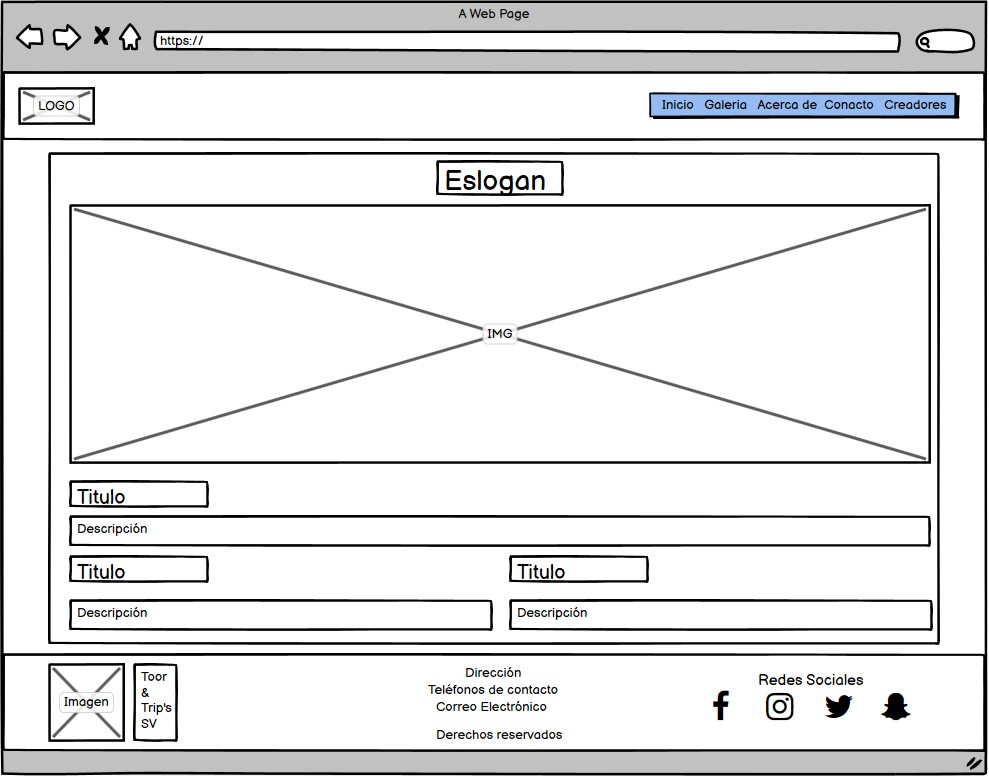 A Web Page
https://
LOGO
Inicio Galeria Acerca de Conacto Creadores
Eslogan
IMG
Titulo
Descripción
Titulo
Titulo
Descripción
Descripción
Imagen
Toor
&
Trip's
SV
Dirección
Teléfonos de contacto
Correo Electrónico
Derechos reservados
Redes Sociales